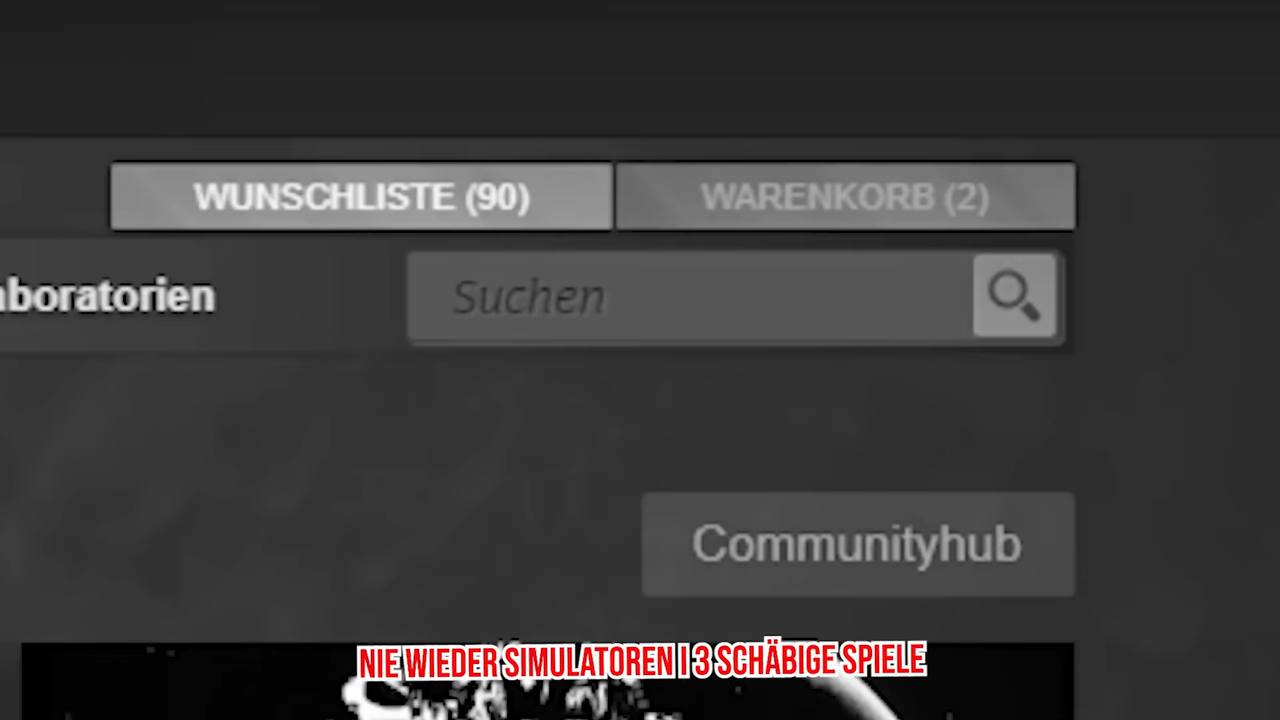 WUNSCHLISTE (90) WARENKORB (2)
aboratorien Suchen
Communityhub
NIE WIEDER SIMULATOREN | 3 SCHÄBIGE SPIELE